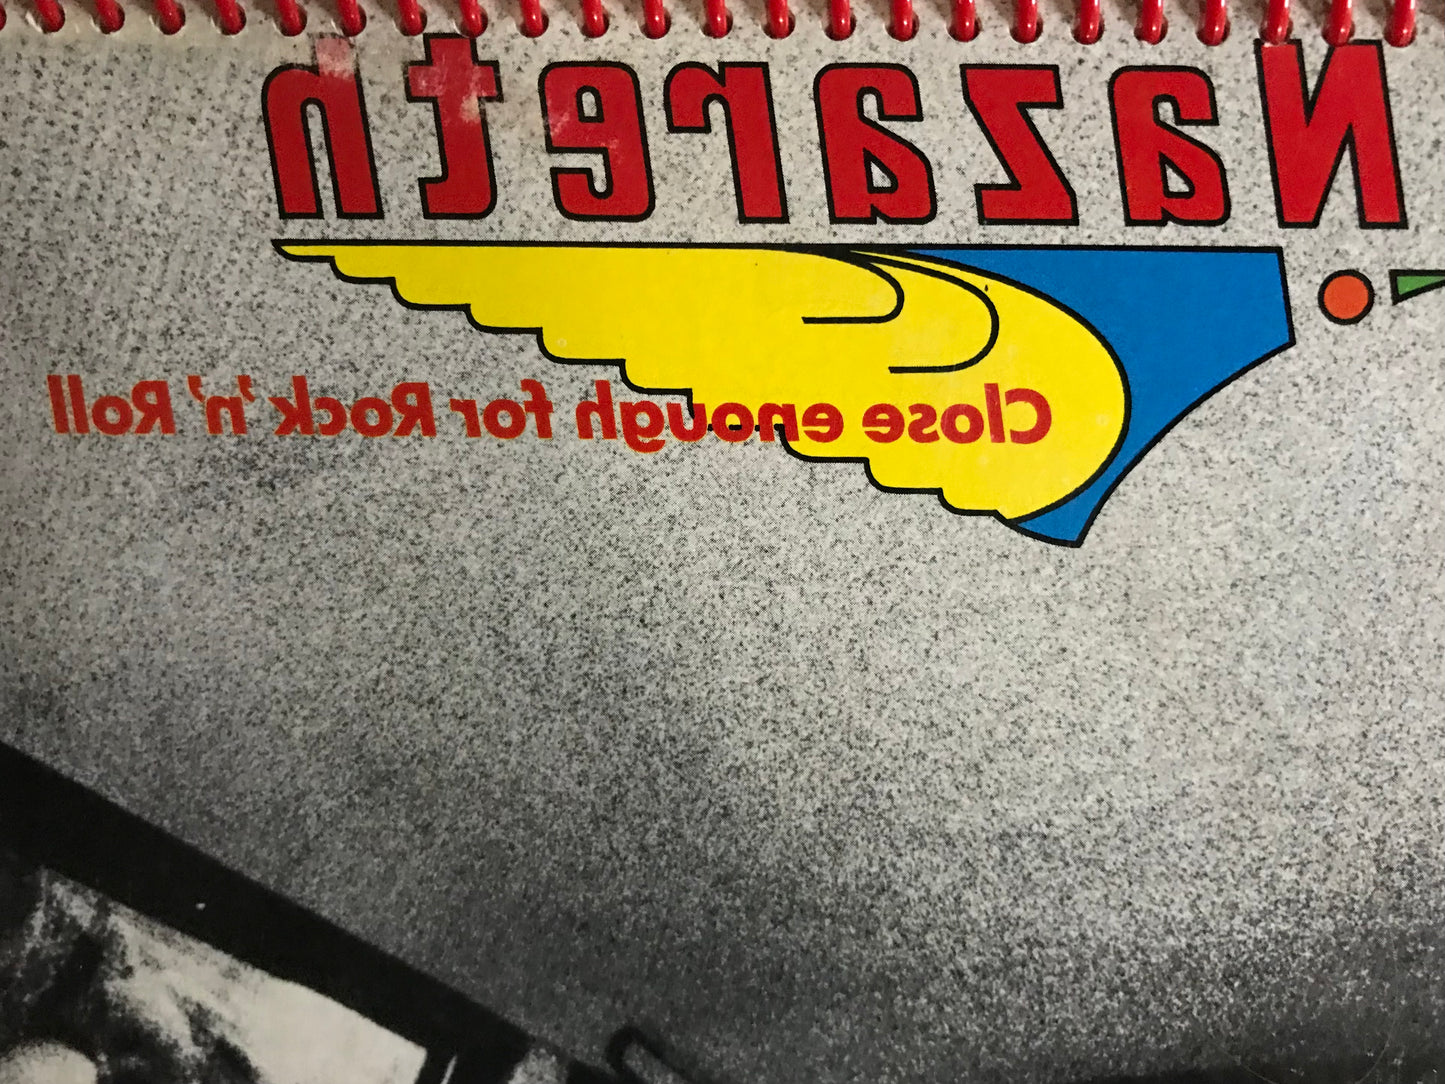 Nazareth
Close enough for Rock 'n' Roll